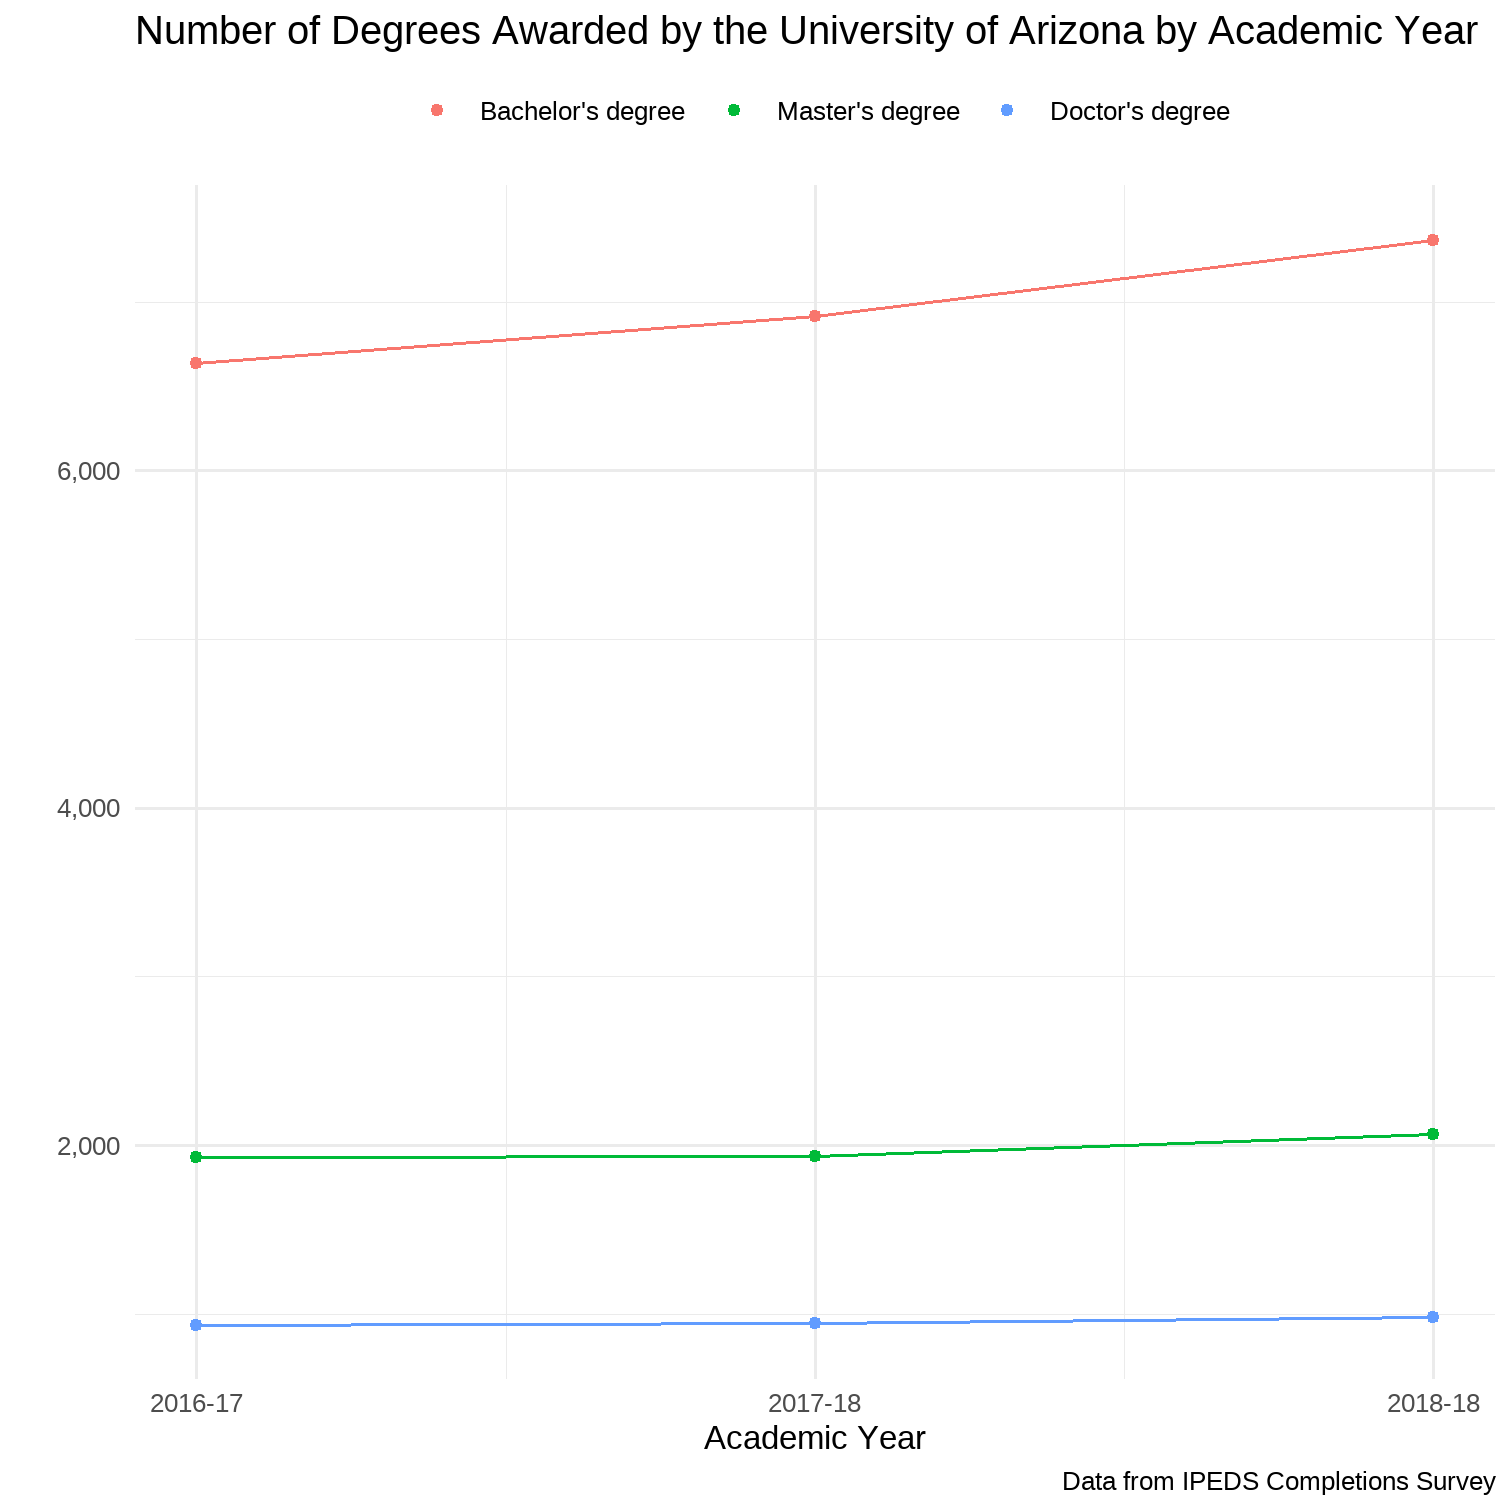 Number of Degrees Awarded by the University of Arizona by Academic Year
Bachelor's degree Master's degree Doctor's degree
6,000
4,000
2,000
2016-17 2017-18 2018-18
Academic Year
Data from IPEDS Completions Survey